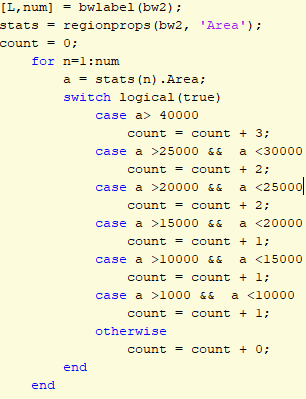 [L,num] = bwlabel(bw2);
stats = regionprops(bw2, 'Area');
count = 0;
for n=1:num
a = stats(n).Area;
switch logical(true)
case a> 40000
count = count + 3;
case a >25000 && a <30000
count = count + 2;
case a >20000 && a <25000
count = count + 2;
case a >15000 && a <20000
count = count + 1;
case a >10000 && a <15000
count = count + 1;
case a >1000 && a <10000
count = count + 1;
otherwise
count = count + 0;
end
end